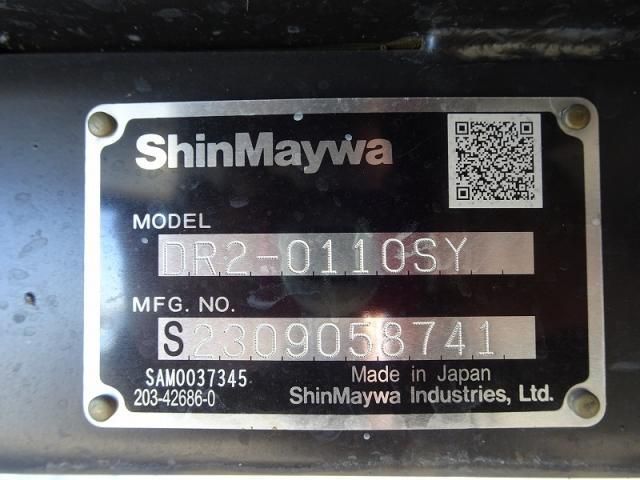 ShinMaywa
MODEL
DR2-0110SY
MFG. NO.
S2309058741
SAM0037345
Made in Japan
203-42686-0
ShinMaywa Industries, Ltd.